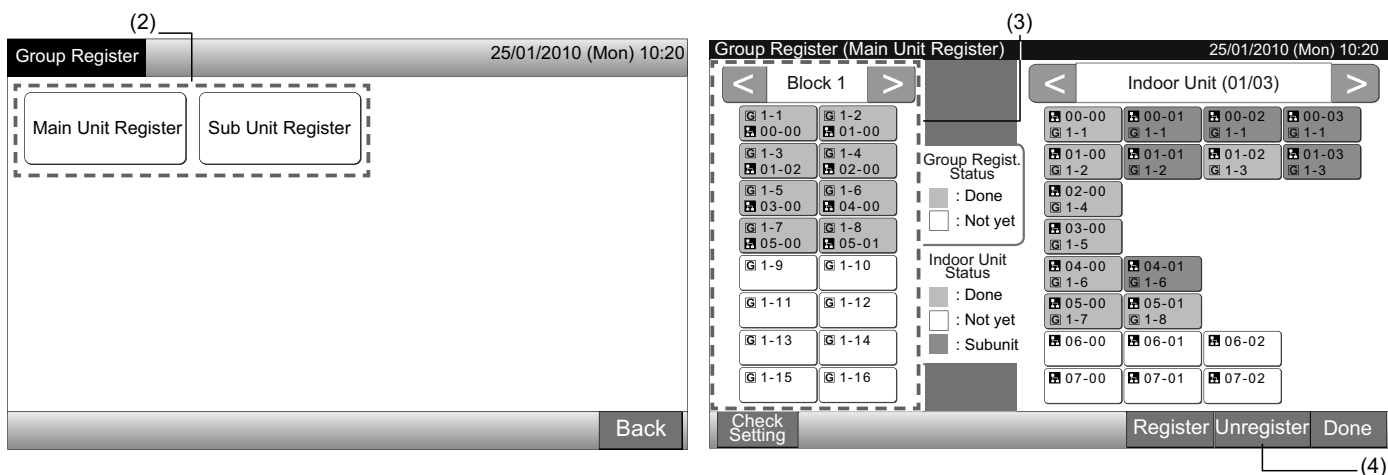 (2)
Group Register
25/01/2010 (Mon) 10:20
Main Unit Register
Sub Unit Register
Back
(3)
Group Register (Main Unit Register)
25/01/2010 (Mon) 10:20
< Block 1 >
G 1-1
00-00
G 1-2
01-00
G 1-3
01-02
G 1-4
02-00
G 1-5
03-00
G 1-6
04-00
G 1-7
05-00
G 1-8
05-01
G 1-9
G 1-10
G 1-11
G 1-12
G 1-13
G 1-14
G 1-15
G 1-16
Group Regist.
Status
: Done
: Not yet
Indoor Unit
Status
: Done
: Not yet
: Subunit
< Indoor Unit (01/03) >
00-00
G 1-1
00-01
G 1-1
00-02
G 1-1
00-03
G 1-1
01-00
G 1-2
01-01
G 1-2
01-02
G 1-3
01-03
G 1-3
02-00
G 1-4
03-00
G 1-5
04-00
G 1-6
04-01
G 1-6
05-00
G 1-7
05-01
G 1-8
06-00
06-01
06-02
07-00
07-01
07-02
Check
Setting
Register
Unregister
Done
(4)